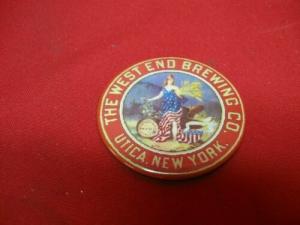 THE WEST END BREWING CO.
UTICA, NEW YORK.